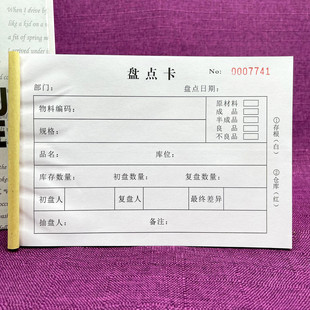 When I drive by
盘点卡 No: 0007741
部门： 盘点日期：
物料编码： 原材料
成品
规格： 半成品
良品
不良品
品名： 库位：
库存数量： 初盘数量： 复盘数量：
初盘人 复盘人 最终差异
抽盘人： 备注：
①存根（白）
②仓库（红）